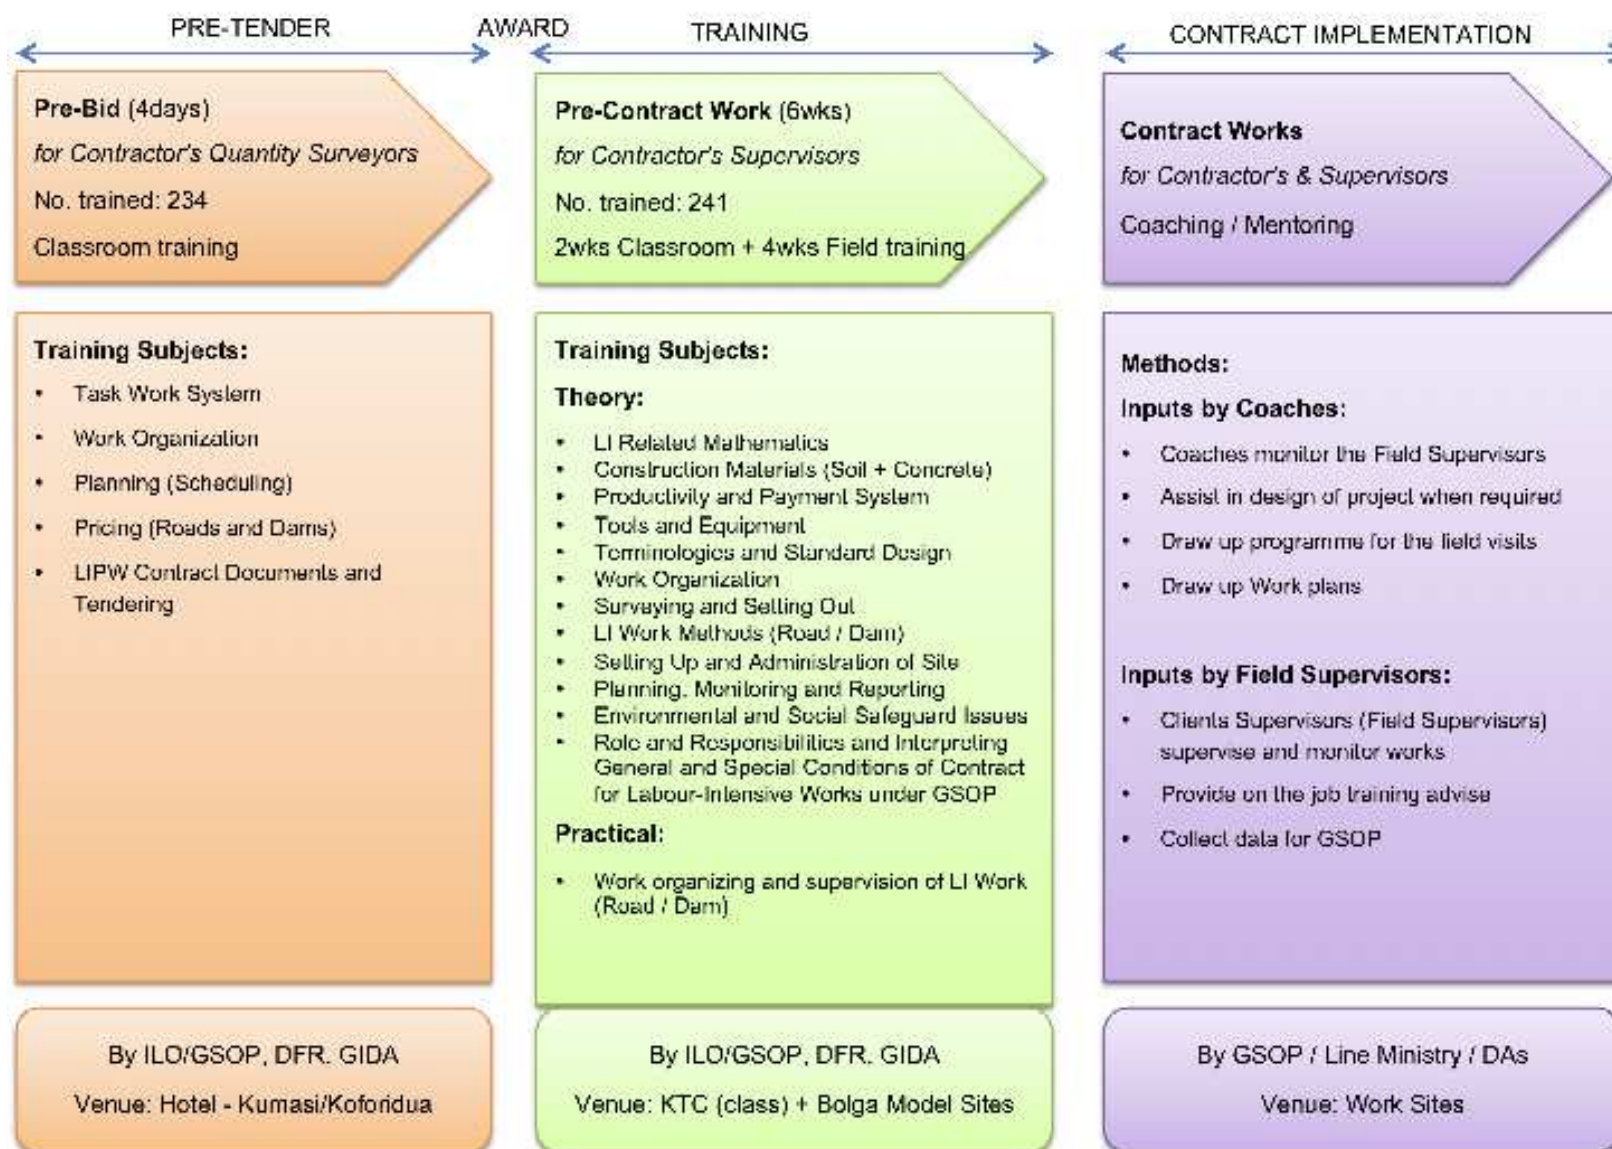 PRE-TENDER
AWARD
TRAINING
CONTRACT IMPLEMENTATION
Pre-Bid (4days)
for Contractor's Quantity Surveyors
No. trained: 234
Classroom training
Pre-Contract Work (6wks)
for Contractor's Supervisors
No. trained: 241
2wks Classroom + 4wks Field training
Contract Works
for Contractor's & Supervisors
Coaching / Mentoring
Training Subjects:
• Task Work System
• Work Organization
• Planning (Scheduling)
• Pricing (Roads and Dams)
• LIPW Contract Documents and
Tendering
Training Subjects:
Theory:
• LI Related Mathematics
• Construction Materials (Soil + Concrete)
• Productivity and Payment System
• Tools and Equipment
• Terminologies and Standard Design
• Work Organization
• Surveying and Setting Out
• LI Work Methods (Road / Dam)
• Setting Up and Administration of Site
• Planning, Monitoring and Reporting
• Environmental and Social Safeguard Issues
• Role and Responsibilities and Interpreting
General and Special Conditions of Contract
for Labour-Intensive Works under GSOP
Practical:
• Work organizing and supervision of LI Work
(Road / Dam)
Methods:
Inputs by Coaches:
• Coaches monitor the Field Supervisors
• Assist in design of project when required
• Draw up programme for the field visits
• Draw up Work plans
Inputs by Field Supervisors:
• Clients Supervisors (Field Supervisors)
supervise and monitor works
• Provide on the job training advise
• Collect data for GSOP
By ILO/GSOP, DFR. GIDA
Venue: Hotel - Kumasi/Koforidua
By ILO/GSOP, DFR. GIDA
Venue: KTC (class) + Bolga Model Sites
By GSOP / Line Ministry / DAs
Venue: Work Sites